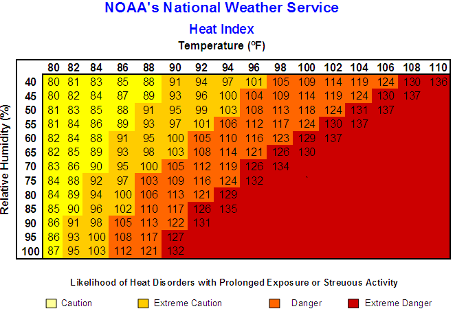 NOAA's National Weather Service
Heat Index
Temperature (°F)
80 82 84 86 88 90 92 94 96 98 100 102 104 106 108 110
Relative Humidity (%)
40 80 81 83 85 88 91 94 97 101 105 109 114 119 124 130 136
45 80 82 84 87 89 93 96 100 104 109 114 119 124 130 137
50 81 83 85 88 91 95 99 103 108 113 118 124 131 137
55 81 84 86 89 93 97 101 106 112 117 124 130 137
60 82 84 88 91 95 100 105 110 116 123 129 137
65 82 85 89 93 98 103 108 114 121 128 130
70 83 86 90 95 100 105 112 119 126 134
75 84 88 92 97 103 109 116 124 132
80 84 89 94 100 106 113 121 129
85 85 90 96 102 110 117 126 135
90 86 91 98 105 113 122 131
95 86 93 100 108 117 127
100 87 95 103 112 121 132
Likelihood of Heat Disorders with Prolonged Exposure or Streuous Activity
Caution Extreme Caution Danger Extreme Danger